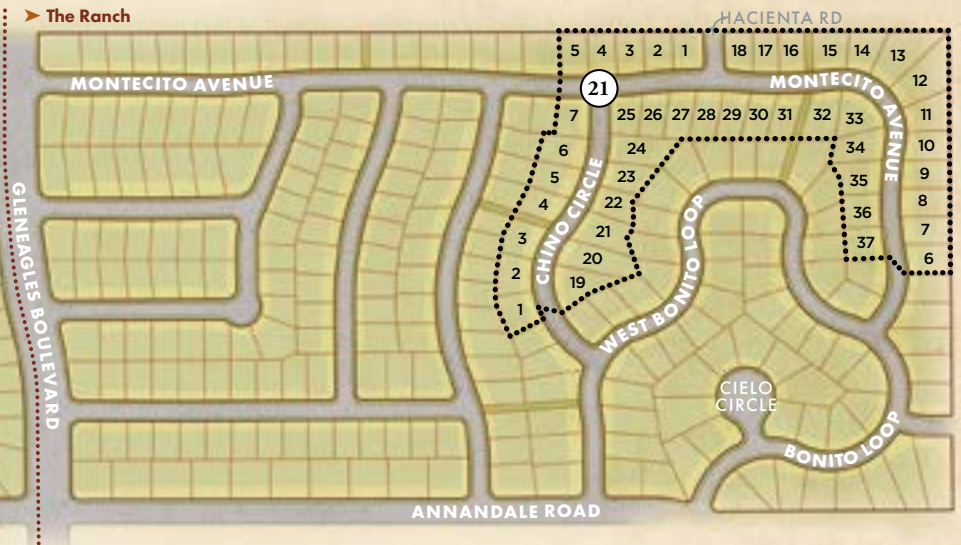 ➤ The Ranch
HACIENTA RD
5 4 3 2 1 18 17 16 15 14 13
12
MONTECITO AVENUE
MONTECITO AVENUE
21
7 25 26 27 28 29 30 31 32 33 11
6 24 34 10
5 23 35 9
4 22 36 8
3 21 37 7
2 20 6
1 19
CHINO CIRCLE
WEST BONITO LOOP
GLENEAGLES BOULEVARD
CIELO
CIRCLE
BONITO LOOP
ANNANDALE ROAD